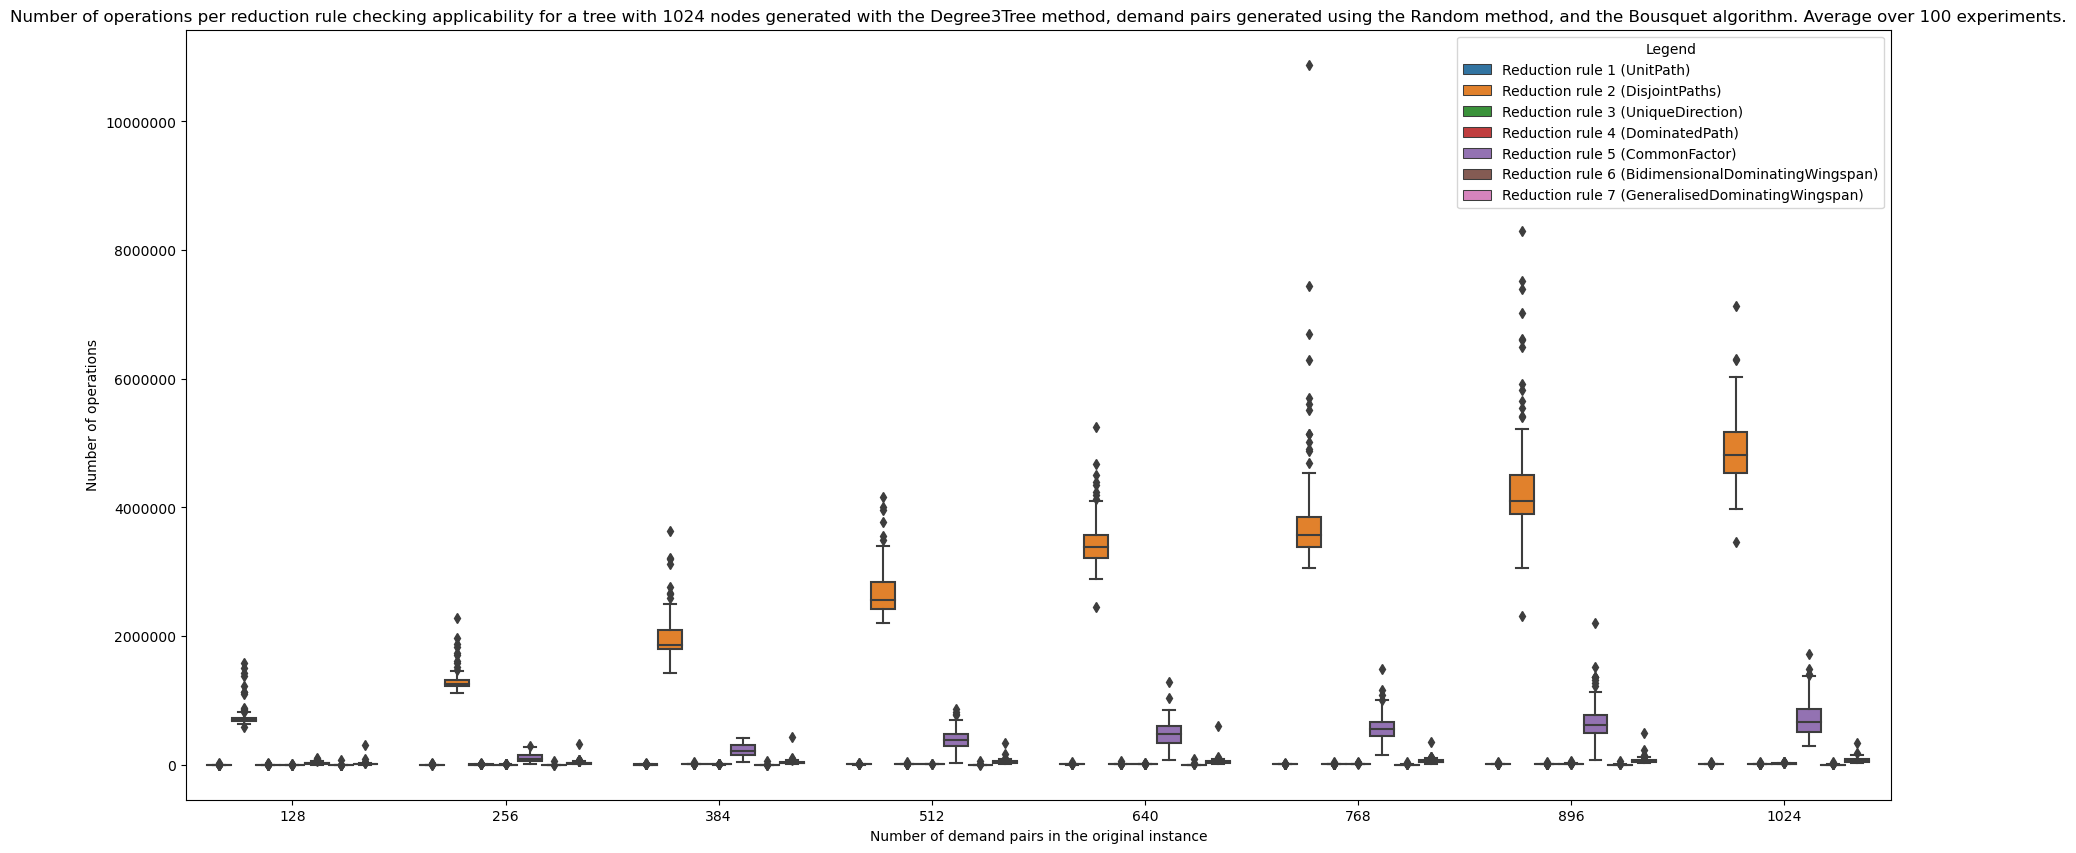 Number of operations per reduction rule checking applicability for a tree with 1024 nodes generated with the Degree3Tree method, demand pairs generated using the Random method, and the Bousquet algorithm. Average over 100 experiments.
Legend
Reduction rule 1 (UnitPath)
Reduction rule 2 (DisjointPaths)
Reduction rule 3 (UniqueDirection)
Reduction rule 4 (DominatedPath)
Reduction rule 5 (CommonFactor)
Reduction rule 6 (BidimensionalDominatingWingspan)
Reduction rule 7 (GeneralisedDominatingWingspan)
Number of operations
10000000
8000000
6000000
4000000
2000000
0
128 256 384 512 640 768 896 1024
Number of demand pairs in the original instance